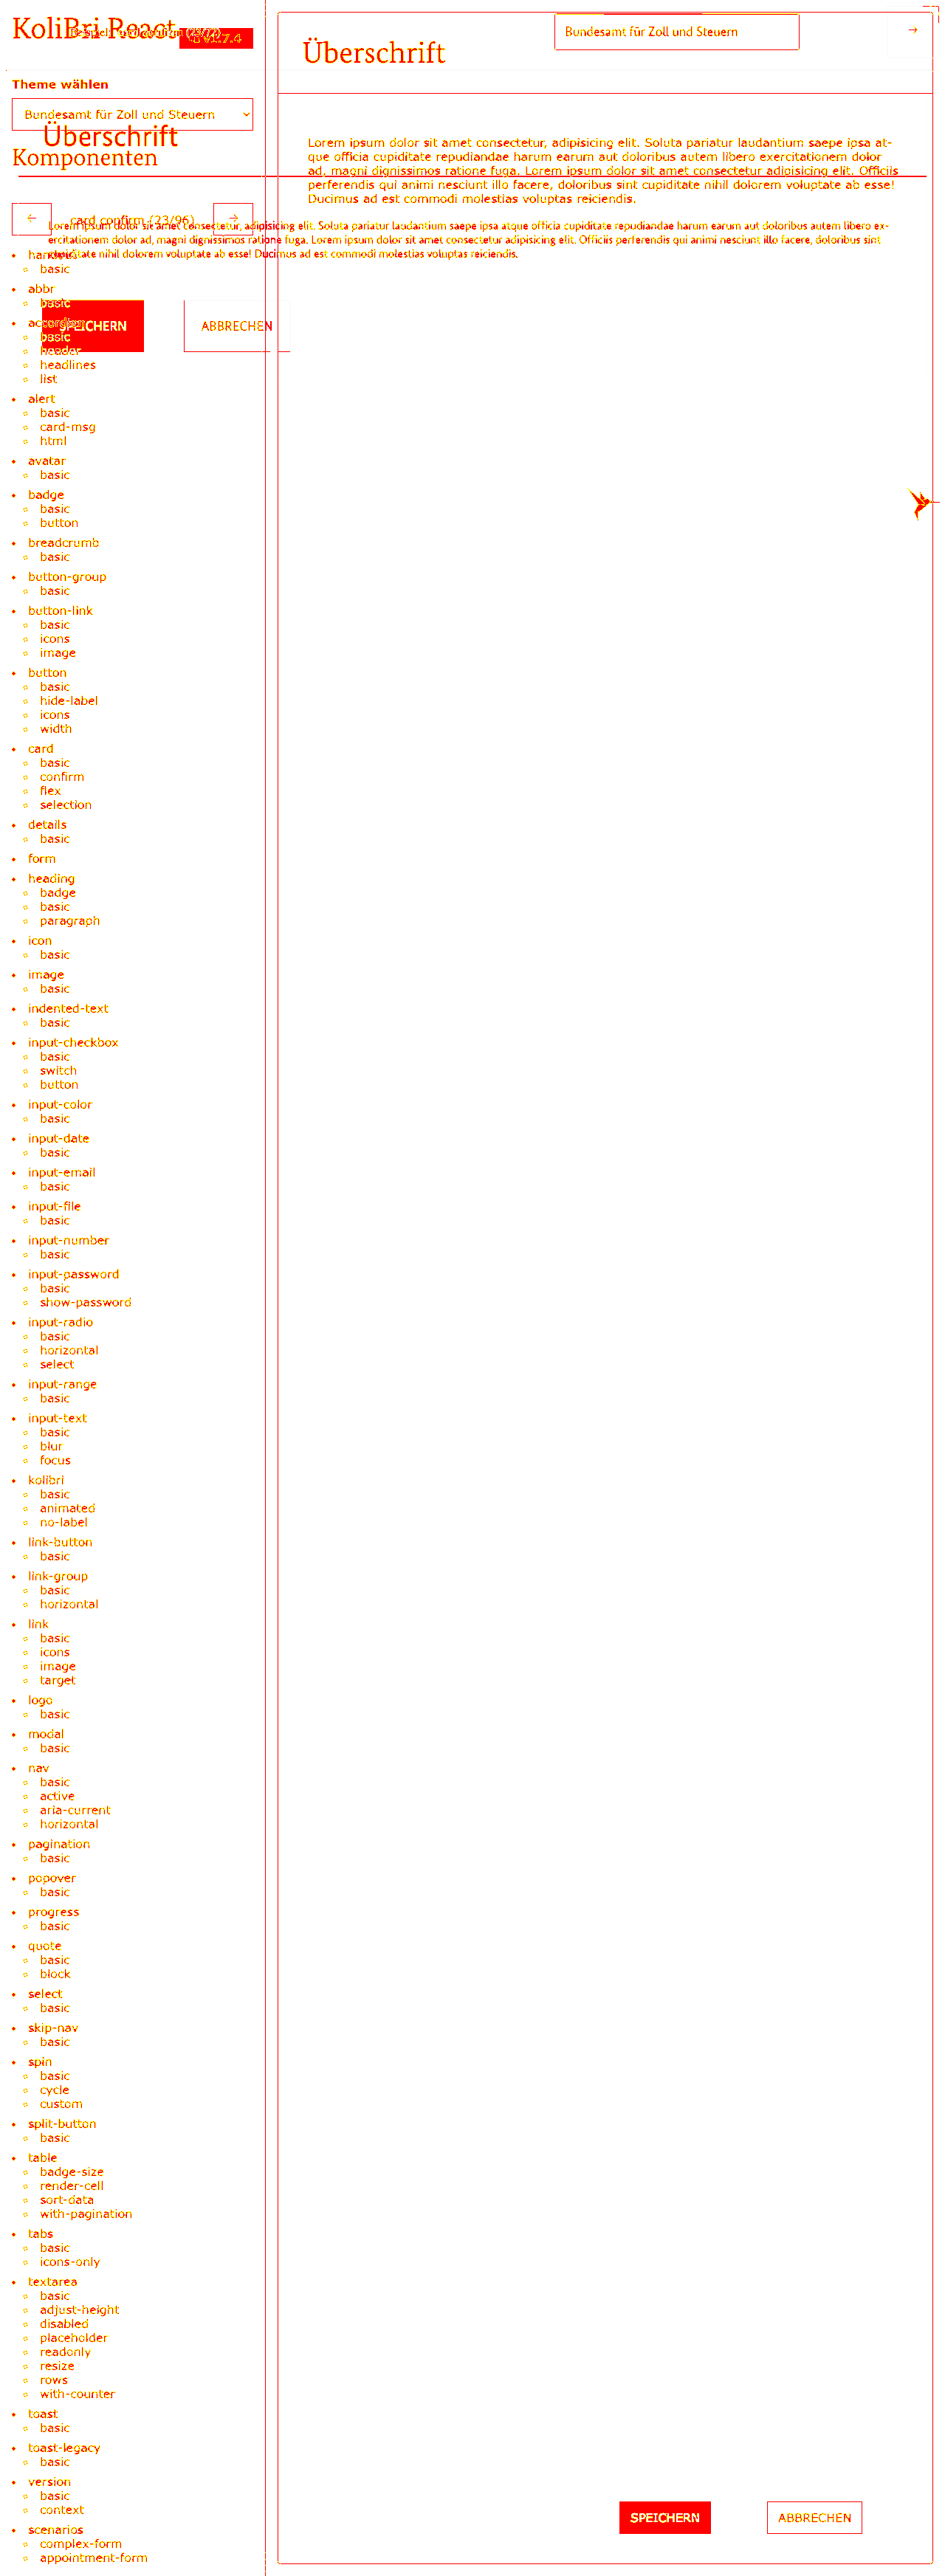 KoliBri React
Bundesamt für Zoll und Steuern
→
Überschrift
Theme wählen
Bundesamt für Zoll und Steuern
Überschrift
Komponenten
Lorem ipsum dolor sit amet consectetur, adipisicing elit. Soluta pariatur laudantium saepe ipsa at-
que officia cupiditate repudiandae harum earum aut doloribus autem libero exercitationem dolor
ad, magni dignissimos ratione fuga. Lorem ipsum dolor sit amet consectetur adipisicing elit. Officiis
perferendis qui animi nesciunt illo facere, doloribus sint cupiditate nihil dolorem voluptate ab esse!
Ducimus ad est commodi molestias voluptas reiciendis.
← card confirm (23/96) →
Lorem ipsum dolor sit amet consectetur, adipisicing elit. Soluta pariatur laudantium saepe ipsa atque officia cupiditate repudiandae harum earum aut doloribus autem libero ex-
ercitationem dolor ad, magni dignissimos ratione fuga. Lorem ipsum dolor sit amet consectetur adipisicing elit. Officiis perferendis qui animi nesciunt illo facere, doloribus sint
cupiditate nihil dolorem voluptate ab esse! Ducimus ad est commodi molestias voluptas reiciendis.
basic
abbr
basic
SPEICHERN
ABBRECHEN
accordion
basic
header
headlines
list
alert
basic
card-msg
html
avatar
basic
badge
basic
button
breadcrumb
basic
button-group
basic
button-link
basic
icons
image
button
basic
hide-label
icons
width
card
basic
confirm
flex
selection
details
basic
form
heading
badge
basic
paragraph
icon
basic
image
basic
indented-text
basic
input-checkbox
basic
switch
button
input-color
basic
input-date
basic
input-email
basic
input-file
basic
input-number
basic
input-password
basic
show-password
input-radio
basic
horizontal
select
input-range
basic
input-text
basic
blur
focus
kolibri
basic
animated
no-label
link-button
basic
link-group
basic
horizontal
link
basic
icons
image
target
logo
basic
modal
basic
nav
basic
active
aria-current
horizontal
pagination
basic
popover
basic
progress
basic
quote
basic
block
select
basic
skip-nav
basic
spin
basic
cycle
custom
split-button
basic
table
badge-size
render-cell
sort-data
with-pagination
tabs
basic
icons-only
textarea
basic
adjust-height
disabled
placeholder
readonly
resize
rows
with-counter
toast
basic
toast-legacy
basic
version
basic
context
scenarios
complex-form
appointment-form
SPEICHERN
ABBRECHEN